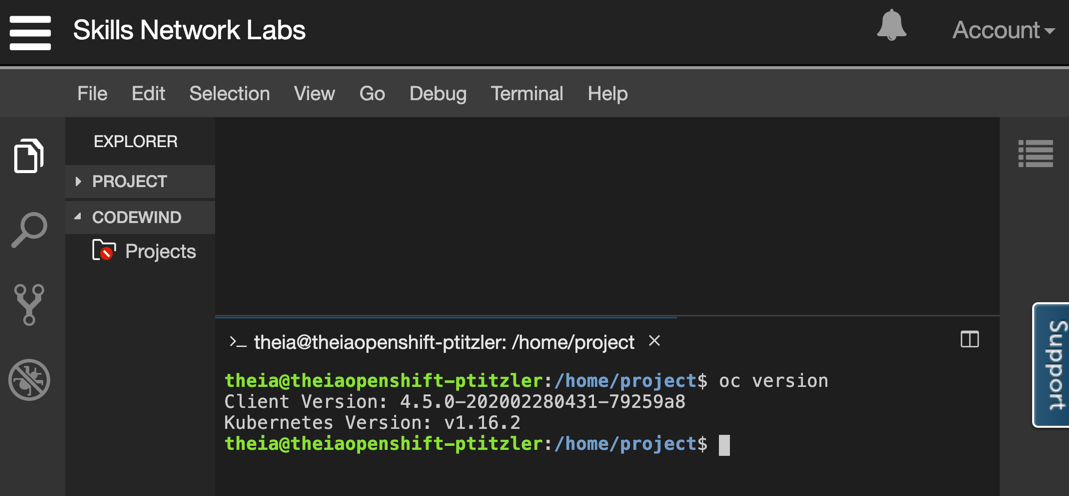 Skills Network Labs
Account
File Edit Selection View Go Debug Terminal Help
EXPLORER
PROJECT
CODEWIND
Projects
Support
>_ theia@theiaopenshift-ptitzler: /home/project ×
theia@theiaopenshift-ptitzler:/home/project$ oc version
Client Version: 4.5.0-202002280431-79259a8
Kubernetes Version: v1.16.2
theia@theiaopenshift-ptitzler:/home/project$